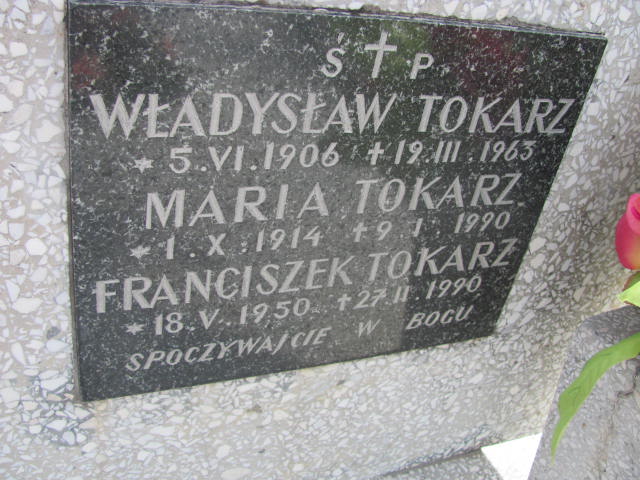 Ś † P
WŁADYSŁAW TOKARZ
* 5.VI.1906 † 19.III.1963
MARIA TOKARZ
* 1.X.1914 † 9.I.1990
FRANCISZEK TOKARZ
* 18.V.1950 † 27.II.1990
SPOCZYWAJCIE W BOGU